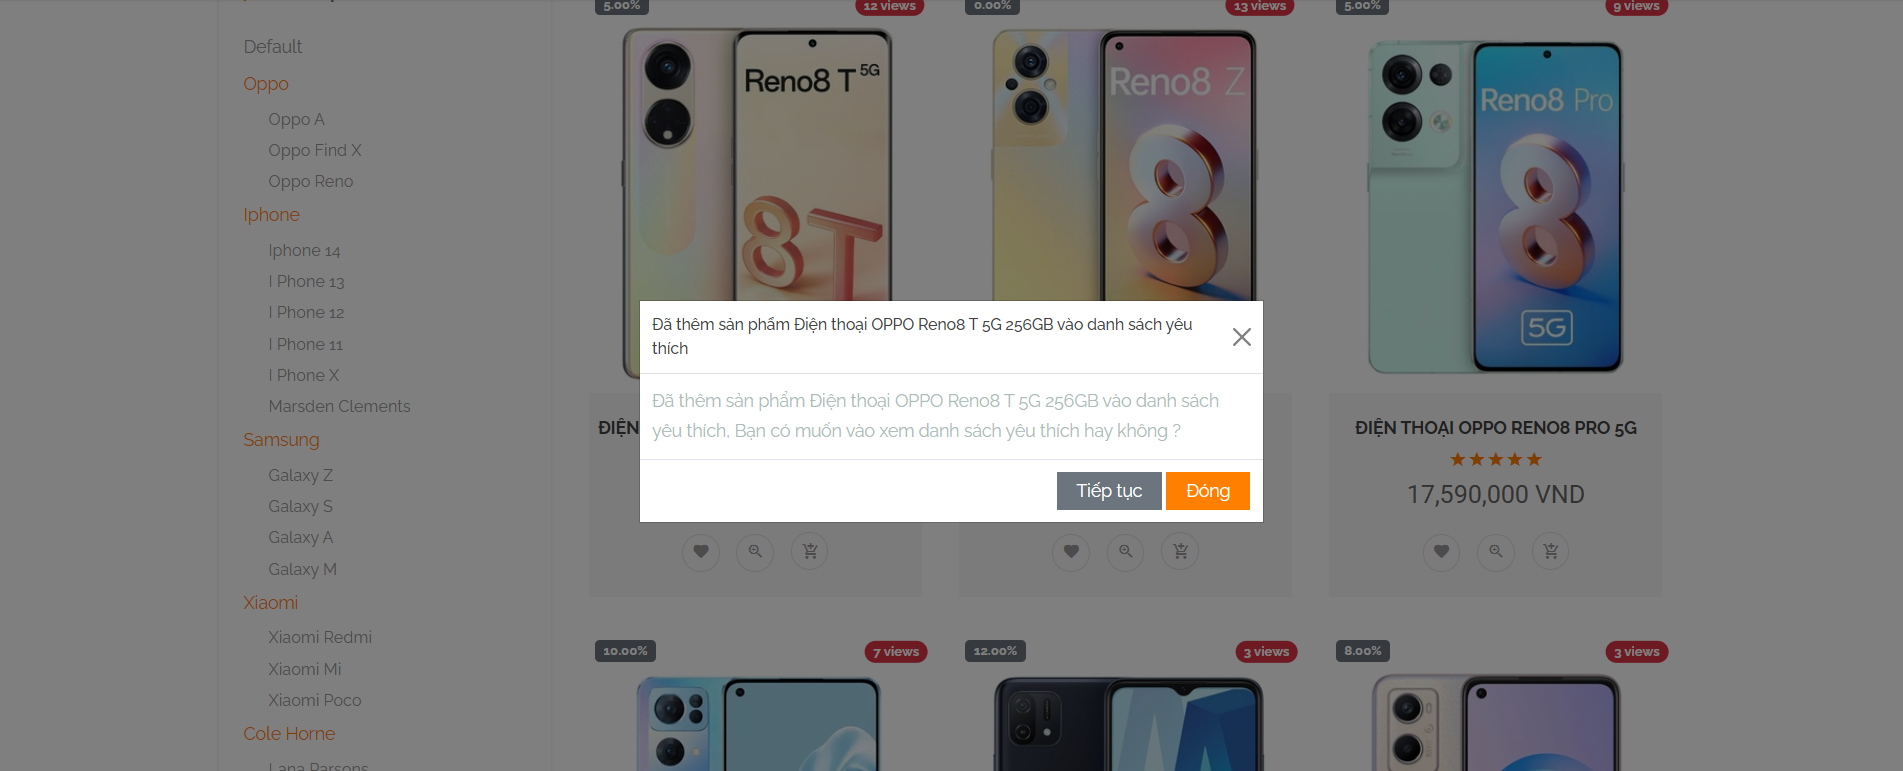 Default
Oppo
Oppo A
Oppo Find X
Oppo Reno
Iphone
Iphone 14
I Phone 13
I Phone 12
I Phone 11
I Phone X
Marsden Clements
Samsung
Galaxy Z
Galaxy S
Galaxy A
Galaxy M
Xiaomi
Xiaomi Redmi
Xiaomi Mi
Xiaomi Poco
Cole Horne
Lana Parsons
5.00%
12 views
0.00%
13 views
5.00%
9 views
Reno8 T 5G
8T
Reno8 Z
8
Reno8 Pro
8
5G
Đã thêm sản phẩm Điện thoại OPPO Reno8 T 5G 256GB vào danh sách yêu
thích
Đã thêm sản phẩm Điện thoại OPPO Reno8 T 5G 256GB vào danh sách
yêu thích, Bạn có muốn vào xem danh sách yêu thích hay không ?
Tiếp tục
Đóng
ĐIỆN
ĐIỆN THOẠI OPPO RENO8 PRO 5G
17,590,000 VND
10.00%
7 views
12.00%
3 views
8.00%
3 views